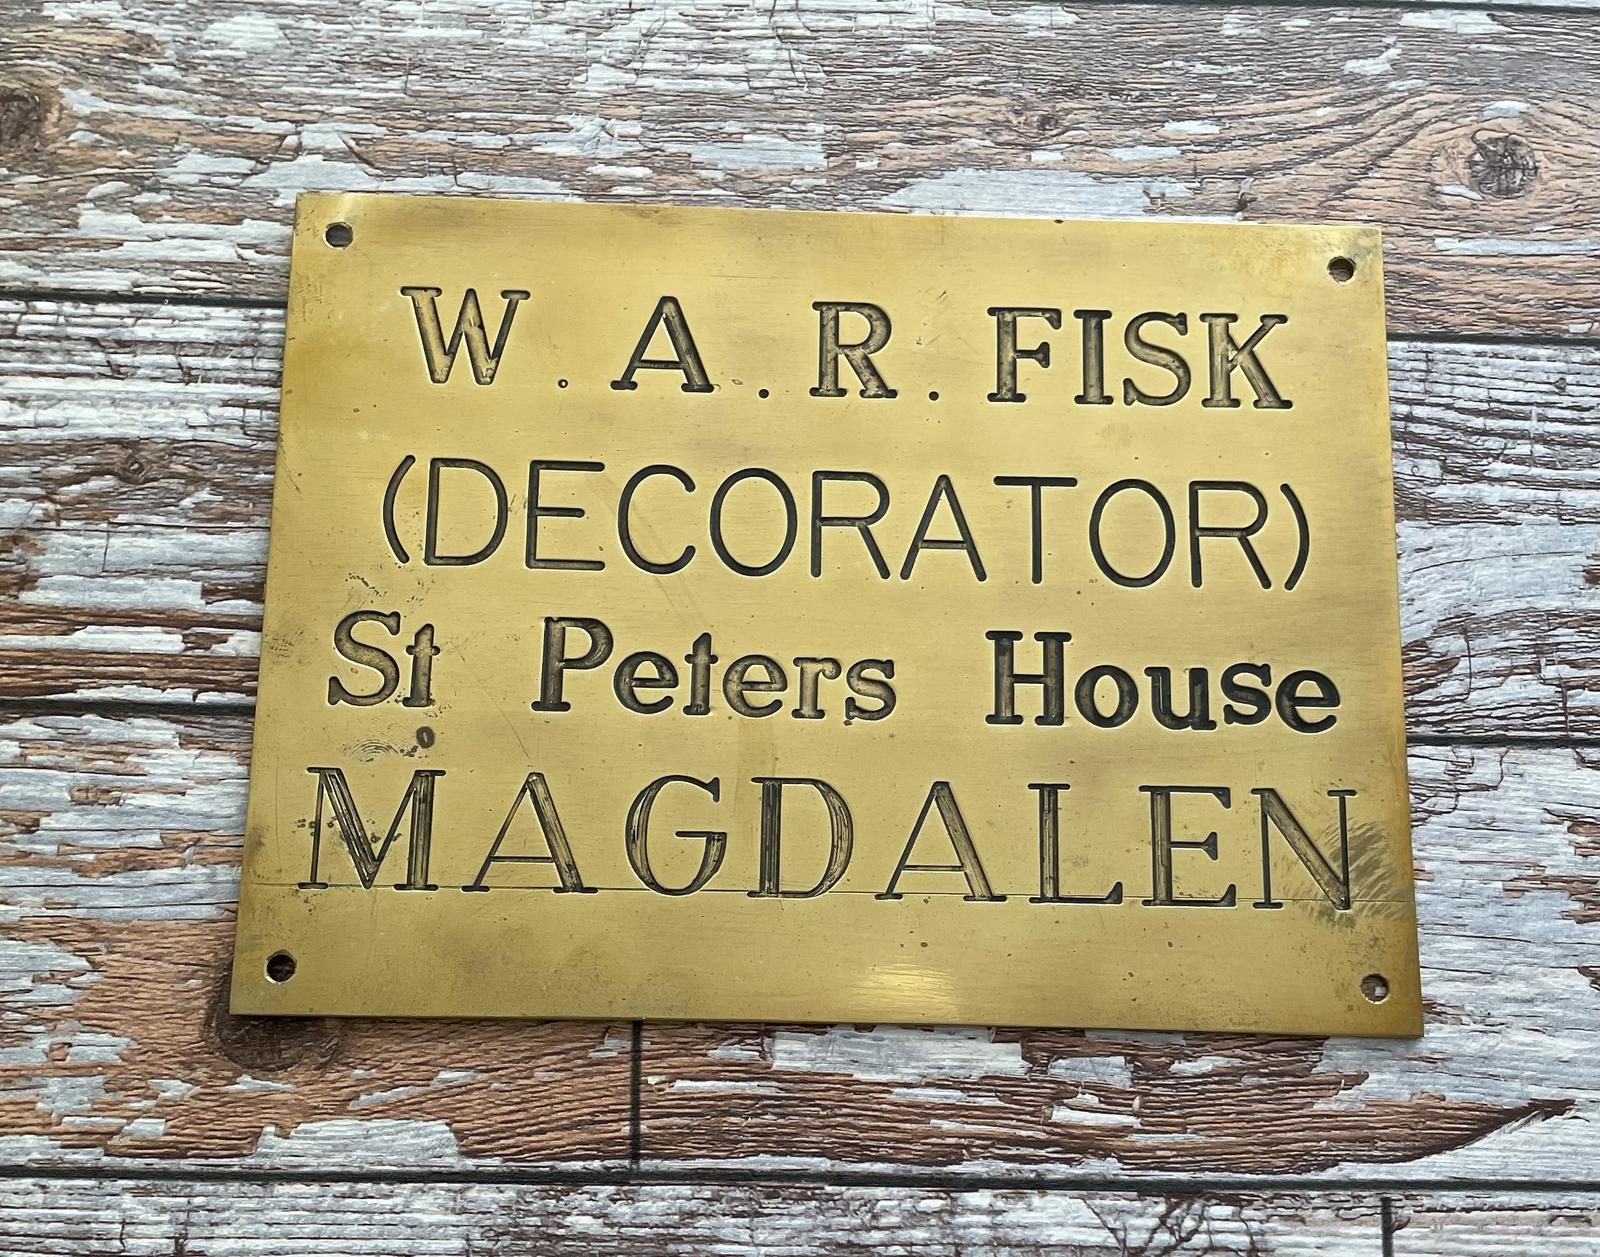 W. A. R. FISK
(DECORATOR)
St Peters House
MAGDALEN